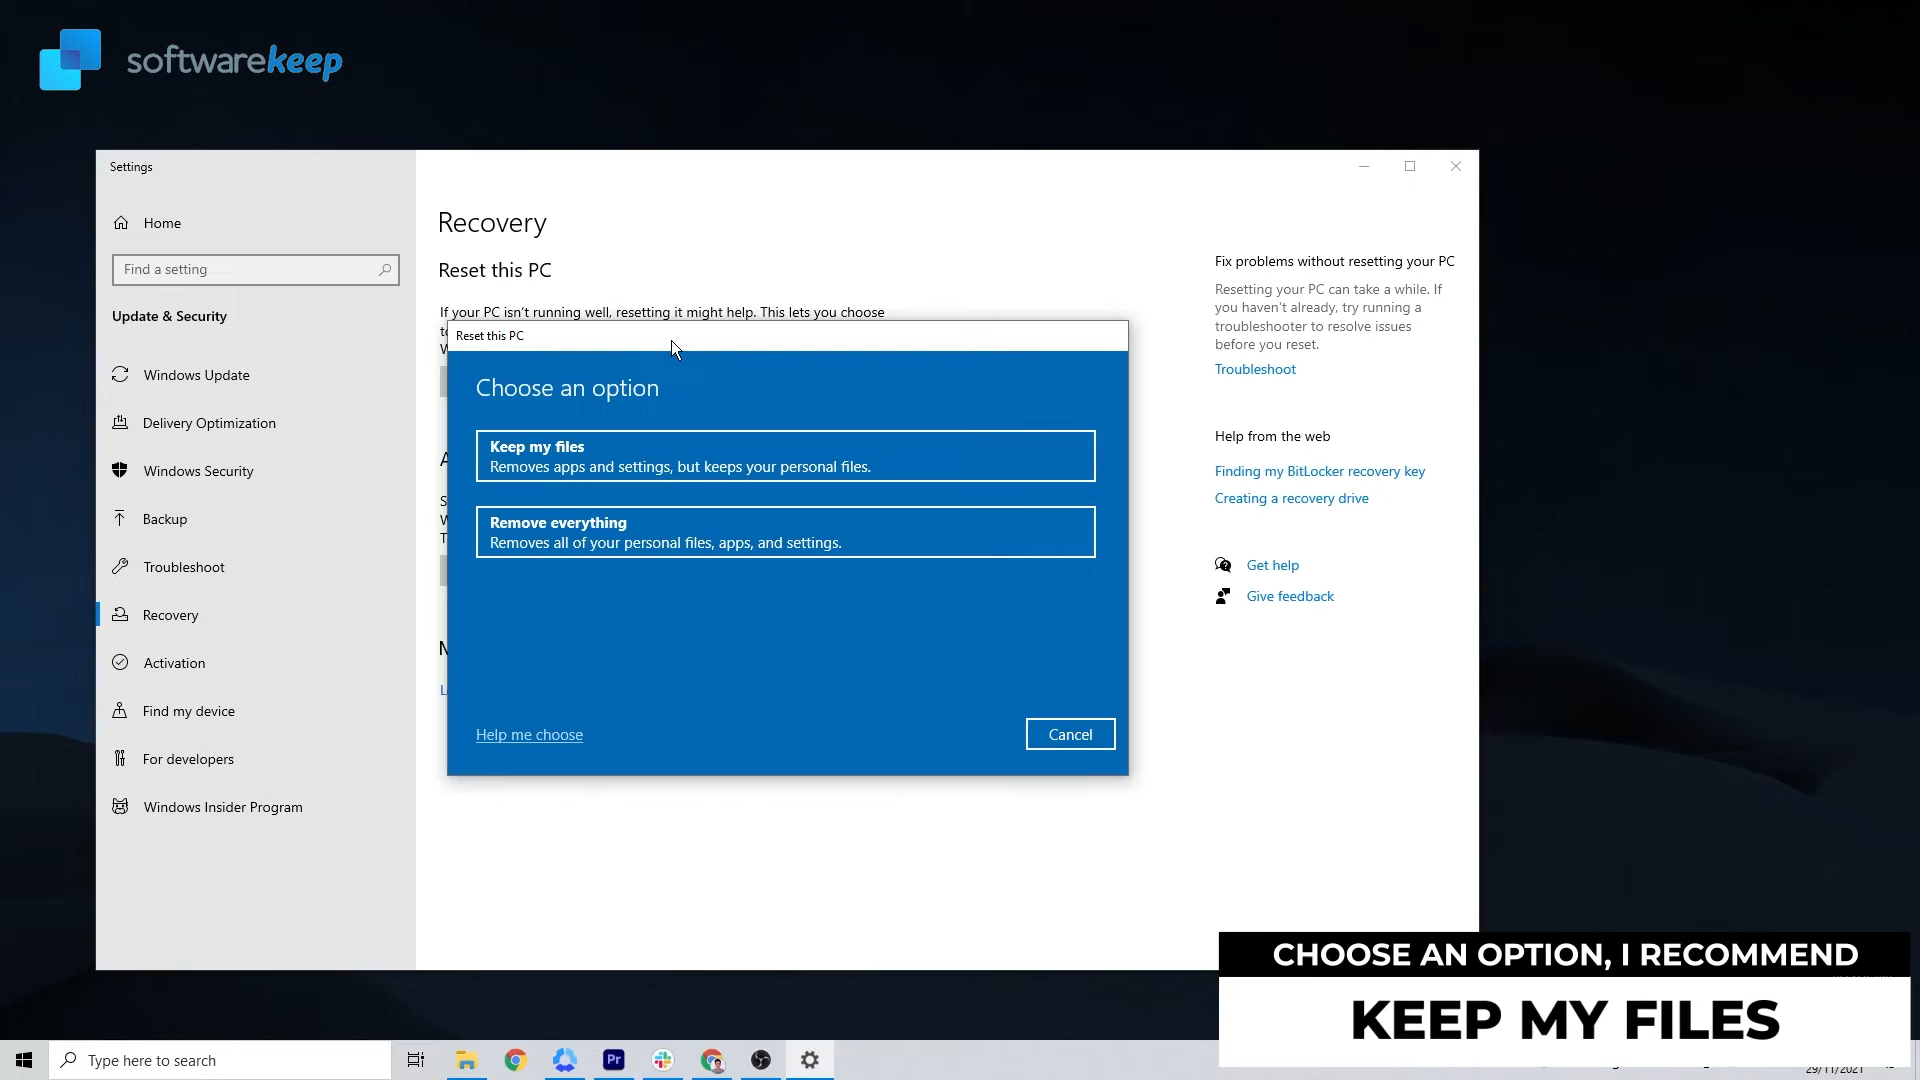 softwarekeep
Settings
Home
Find a setting
Update & Security
Windows Update
Delivery Optimization
Windows Security
Backup
Troubleshoot
Recovery
Activation
Find my device
For developers
Windows Insider Program
Recovery
Reset this PC
If your PC isn't running well, resetting it might help. This lets you choose
Reset this PC
Choose an option
Keep my files
Removes apps and settings, but keeps your personal files.
Remove everything
Removes all of your personal files, apps, and settings.
Help me choose
Cancel
Fix problems without resetting your PC
Resetting your PC can take a while. If
you haven't already, try running a
troubleshooter to resolve issues
before you reset.
Troubleshoot
Help from the web
Finding my BitLocker recovery key
Creating a recovery drive
Get help
Give feedback
CHOOSE AN OPTION, I RECOMMEND
KEEP MY FILES
Type here to search
Pr
29/11/2021